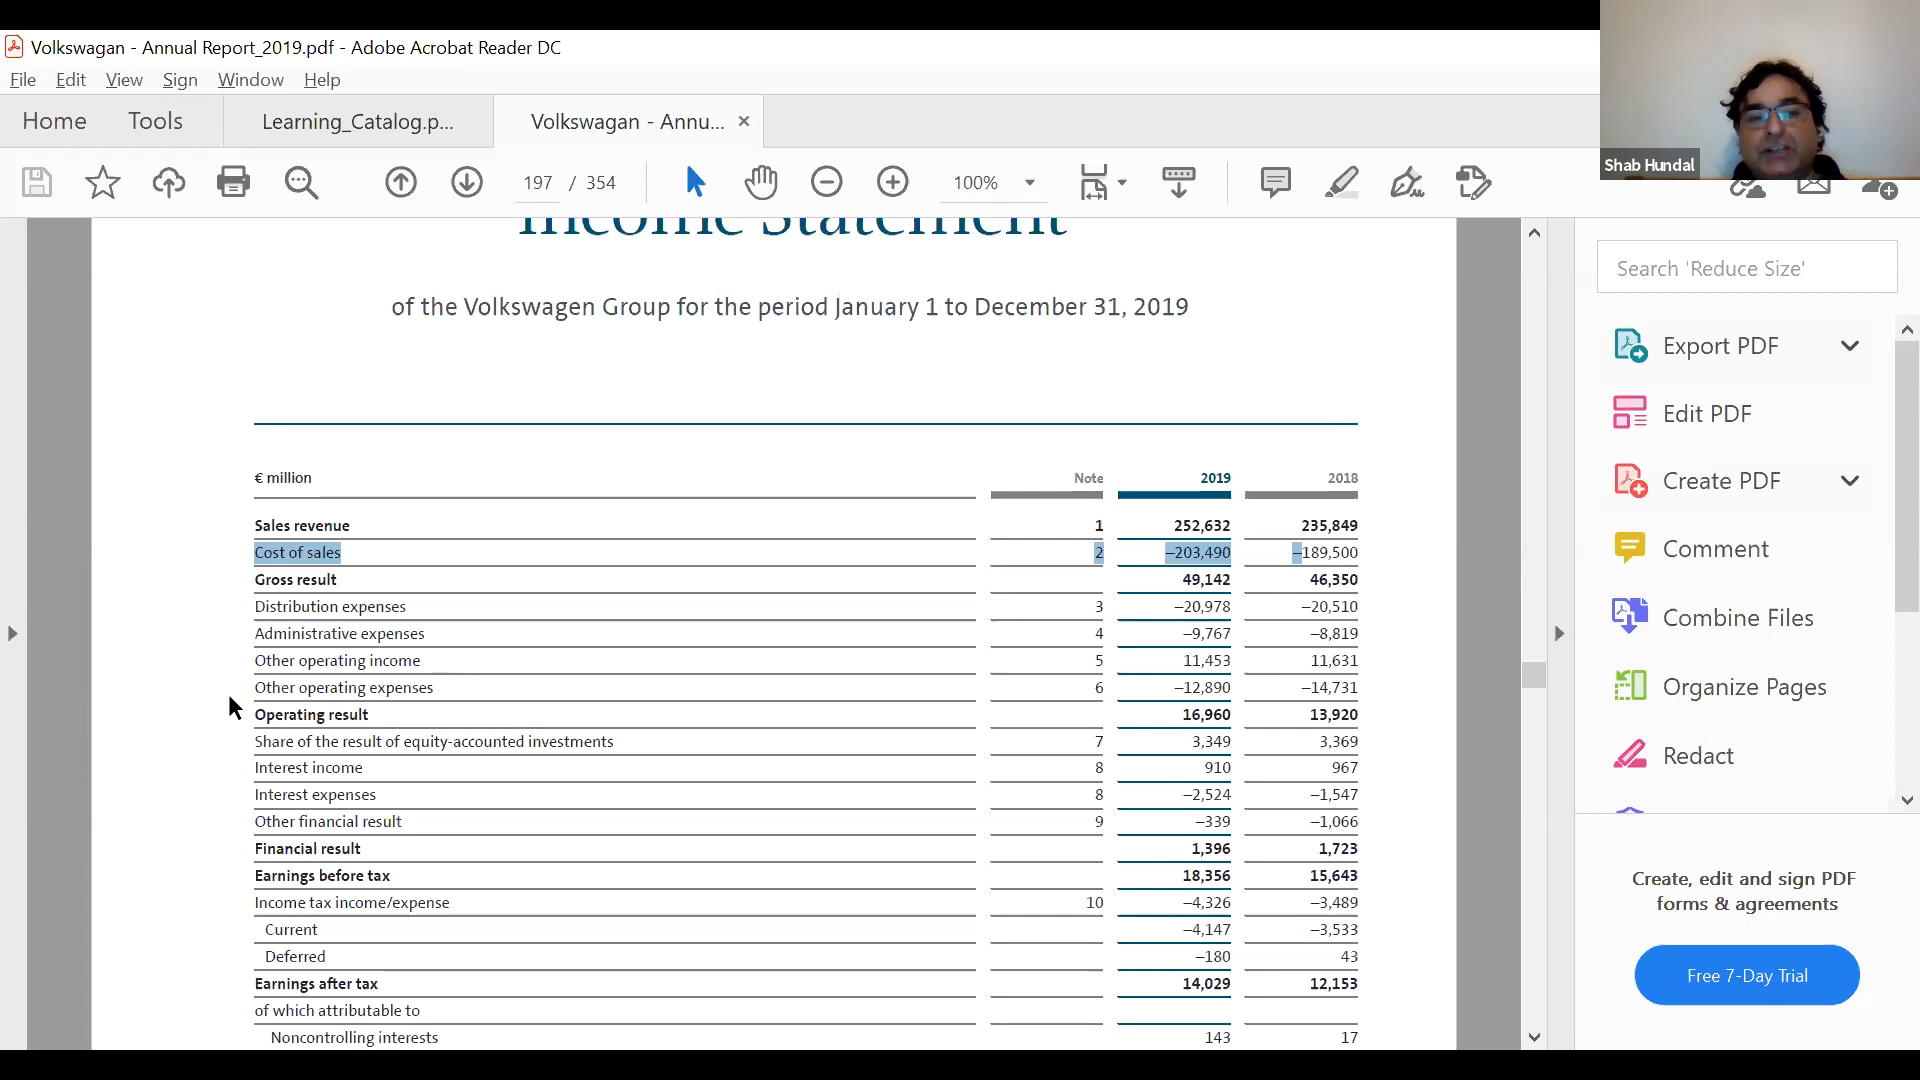 Volkswagan - Annual Report_2019.pdf - Adobe Acrobat Reader DC
File Edit View Sign Window Help
Home Tools Learning_Catalog.p... Volkswagan - Annu... ×
197 / 354 100%
Shab Hundal
Income Statement
of the Volkswagen Group for the period January 1 to December 31, 2019
€ million Note 2019 2018
Sales revenue 1 252,632 235,849
Cost of sales 2 –203,490 –189,500
Gross result 49,142 46,350
Distribution expenses 3 –20,978 –20,510
Administrative expenses 4 –9,767 –8,819
Other operating income 5 11,453 11,631
Other operating expenses 6 –12,890 –14,731
Operating result 16,960 13,920
Share of the result of equity-accounted investments 7 3,349 3,369
Interest income 8 910 967
Interest expenses 8 –2,524 –1,547
Other financial result 9 –339 –1,066
Financial result 1,396 1,723
Earnings before tax 18,356 15,643
Income tax income/expense 10 –4,326 –3,489
Current –4,147 –3,533
Deferred –180 43
Earnings after tax 14,029 12,153
of which attributable to
Noncontrolling interests 143 17
Search 'Reduce Size'
Export PDF
Edit PDF
Create PDF
Comment
Combine Files
Organize Pages
Redact
Create, edit and sign PDF
forms & agreements
Free 7-Day Trial